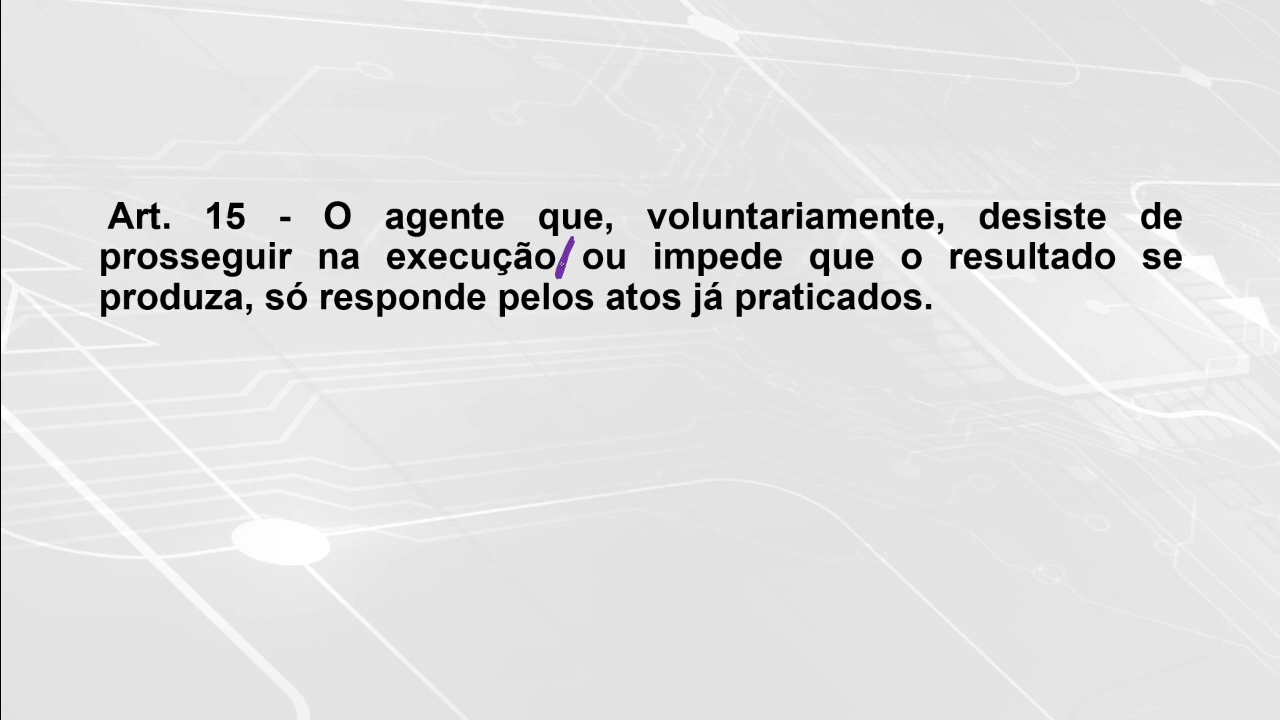 Art. 15 - O agente que, voluntariamente, desiste de
prosseguir na execução ou impede que o resultado se
produza, só responde pelos atos já praticados.